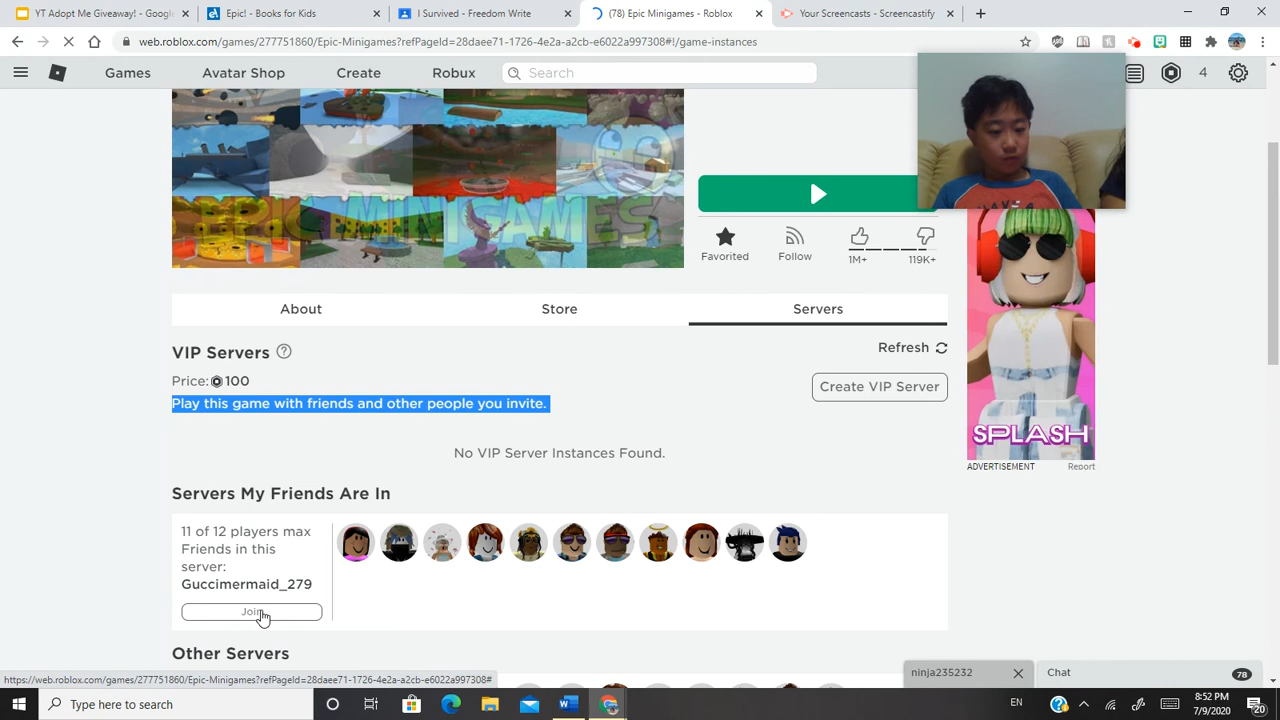 YT Adopt Me Giveaway! - Google S
Epic! - Books for Kids
I Survived - Freedom Write
(78) Epic Minigames - Roblox
Your Screencasts - Screencastify
web.roblox.com/games/277751860/Epic-Minigames?refPageId=28daee71-1726-4e2a-a2cb-e6022a997308#!/game-instances
Games
Avatar Shop
Create
Robux
Search
4
EPIC MINIGAMES
Favorited
Follow
1M+
119K+
About
Store
Servers
VIP Servers
Refresh
Price: 100
Create VIP Server
Play this game with friends and other people you invite.
No VIP Server Instances Found.
SPLASH
ADVERTISEMENT
Report
Servers My Friends Are In
11 of 12 players max
Friends in this
server:
Guccimermaid_279
Join
Other Servers
https://web.roblox.com/games/277751860/Epic-Minigames?refPageId=28daee71-1726-4e2a-a2cb-e6022a997308#
ninja235232
Chat
78
Type here to search
EN
8:52 PM
7/9/2020
20